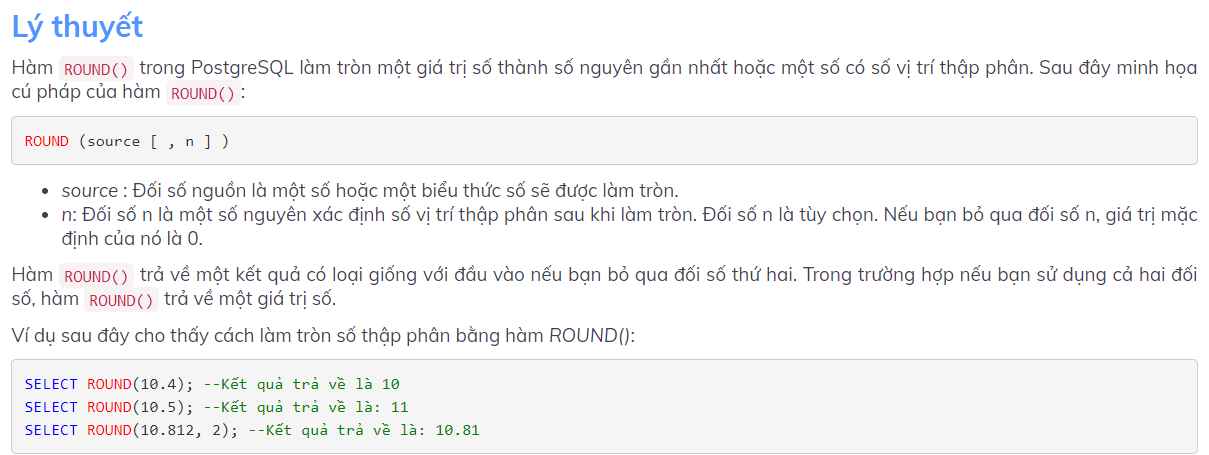 Lý thuyết
Hàm ROUND() trong PostgreSQL làm tròn một giá trị số thành số nguyên gần nhất hoặc một số có số vị trí thập phân. Sau đây minh họa
cú pháp của hàm ROUND():
ROUND (source [ , n ] )
• source : Đối số nguồn là một số hoặc một biểu thức số sẽ được làm tròn.
• n: Đối số n là một số nguyên xác định số vị trí thập phân sau khi làm tròn. Đối số n là tùy chọn. Nếu bạn bỏ qua đối số n, giá trị mặc
định của nó là 0.
Hàm ROUND() trả về một kết quả có loại giống với đầu vào nếu bạn bỏ qua đối số thứ hai. Trong trường hợp nếu bạn sử dụng cả hai đối
số, hàm ROUND() trả về một giá trị số.
Ví dụ sau đây cho thấy cách làm tròn số thập phân bằng hàm ROUND():
SELECT ROUND(10.4); --Kết quả trả về là 10
SELECT ROUND(10.5); --Kết quả trả về là: 11
SELECT ROUND(10.812, 2); --Kết quả trả về là: 10.81